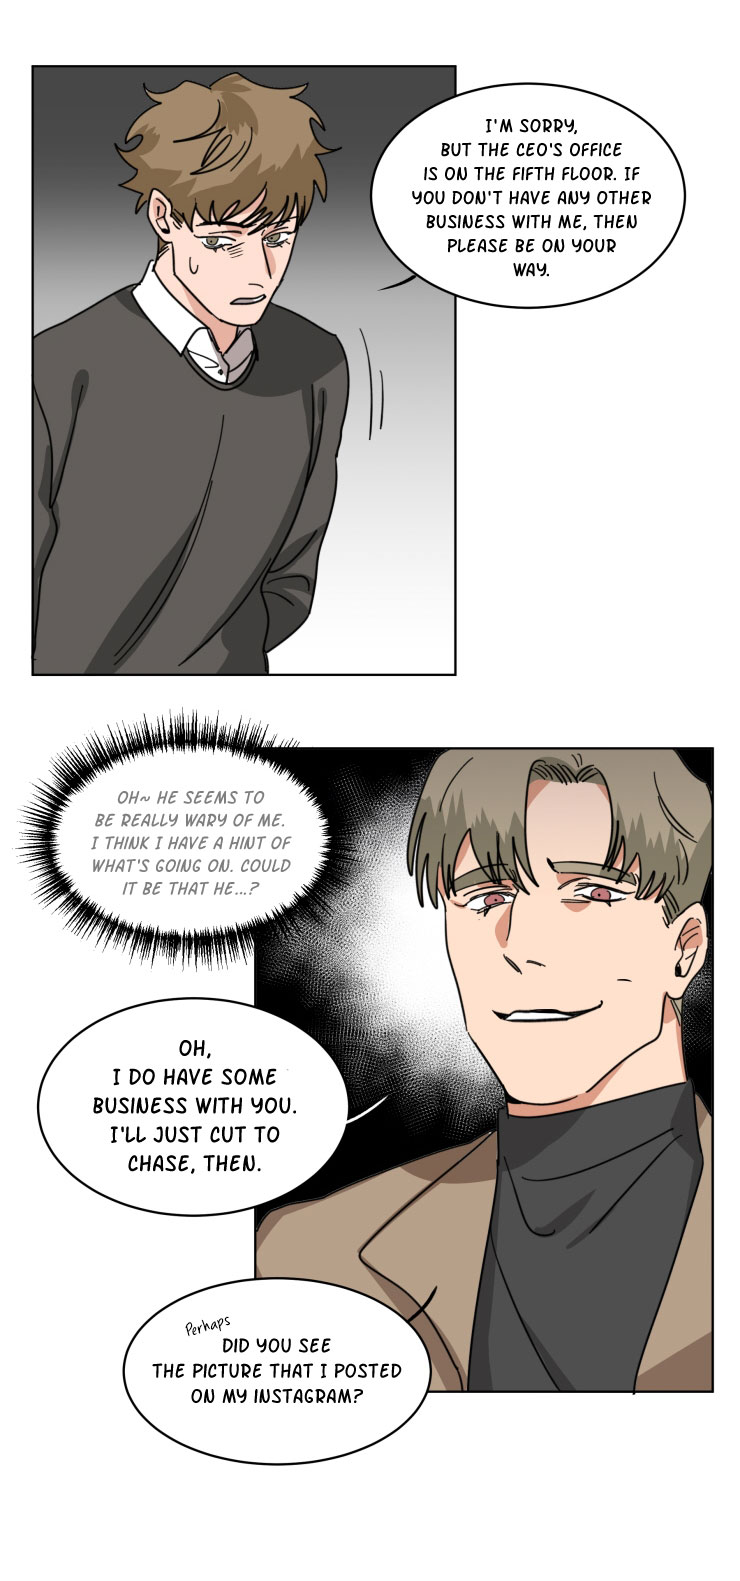 I'M SORRY,
BUT THE CEO'S OFFICE
IS ON THE FIFTH FLOOR. IF
YOU DON'T HAVE ANY OTHER
BUSINESS WITH ME, THEN
PLEASE BE ON YOUR
WAY.
OH~ HE SEEMS TO
BE REALLY WARY OF ME.
I THINK I HAVE A HINT OF
WHAT'S GOING ON. COULD
IT BE THAT HE...?
OH,
I DO HAVE SOME
BUSINESS WITH YOU.
I'LL JUST CUT TO
CHASE, THEN.
Perhaps
DID YOU SEE
THE PICTURE THAT I POSTED
ON MY INSTAGRAM?